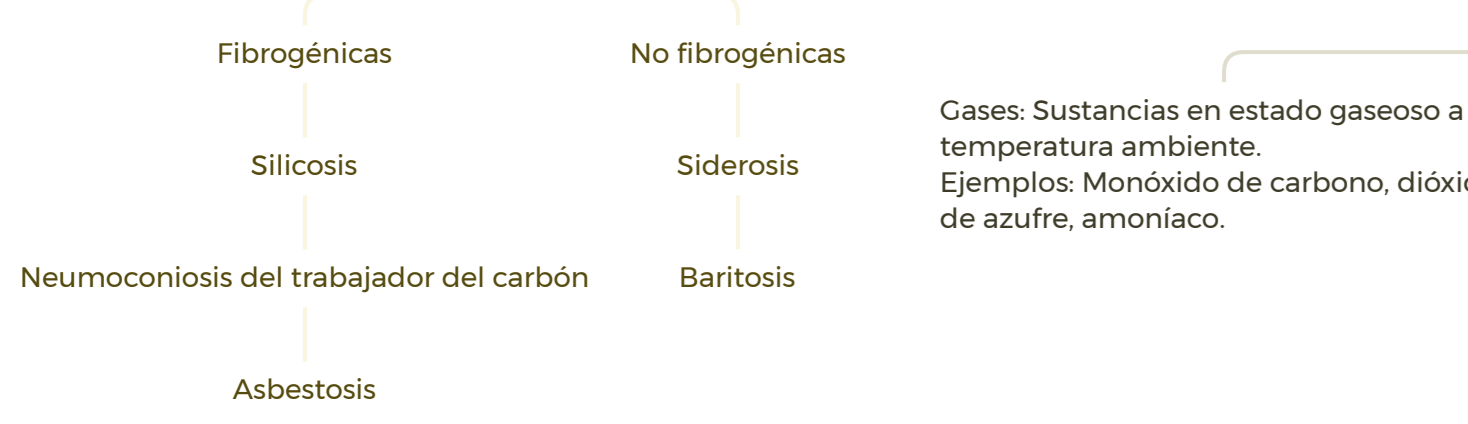 Fibrogénicas
No fibrogénicas
Silicosis
Siderosis
Neumoconiosis del trabajador del carbón
Baritosis
Asbestosis
Gases: Sustancias en estado gaseoso a
temperatura ambiente.
Ejemplos: Monóxido de carbono,
de azufre, amoníaco.